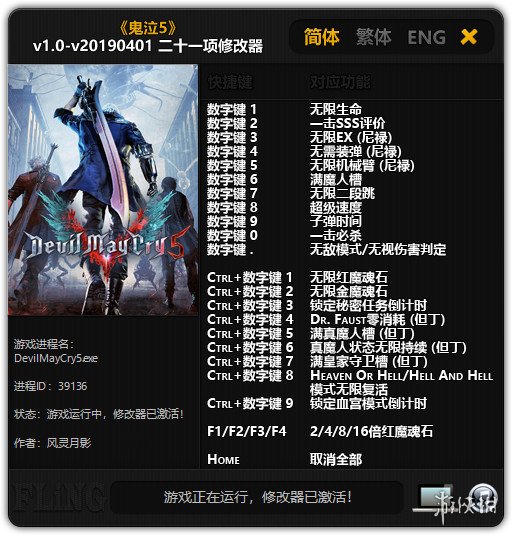 《鬼泣5》
v1.0-v20190401 二十一项修改器
简体 繁体 ENG
快捷键 对应功能
数字键 1 无限生命
数字键 2 一击SSS评价
数字键 3 无限EX (尼禄)
数字键 4 无需装弹 (尼禄)
数字键 5 无限机械臂 (尼禄)
数字键 6 满魔人槽
数字键 7 无限二段跳
数字键 8 超级速度
数字键 9 子弹时间
数字键 0 一击必杀
数字键 . 无敌模式/无视伤害判定
Ctrl+数字键 1 无限红魔魂石
Ctrl+数字键 2 无限金魔魂石
Ctrl+数字键 3 锁定秘密任务倒计时
Ctrl+数字键 4 Dr. Faust零消耗 (但丁)
Ctrl+数字键 5 满真魔人槽 (但丁)
Ctrl+数字键 6 真魔人状态无限持续 (但丁)
Ctrl+数字键 7 满皇家守卫槽 (但丁)
Ctrl+数字键 8 Heaven Or Hell/Hell And Hell
模式无限复活
Ctrl+数字键 9 锁定血宫模式倒计时
F1/F2/F3/F4 2/4/8/16倍红魔魂石
Home 取消全部
Devil May Cry 5
游戏进程名:
DevilMayCry5.exe
进程ID: 39136
状态: 游戏运行中，修改器已激活!
作者: 风灵月影
FLiNG
游戏正在运行，修改器已激活!
游侠网